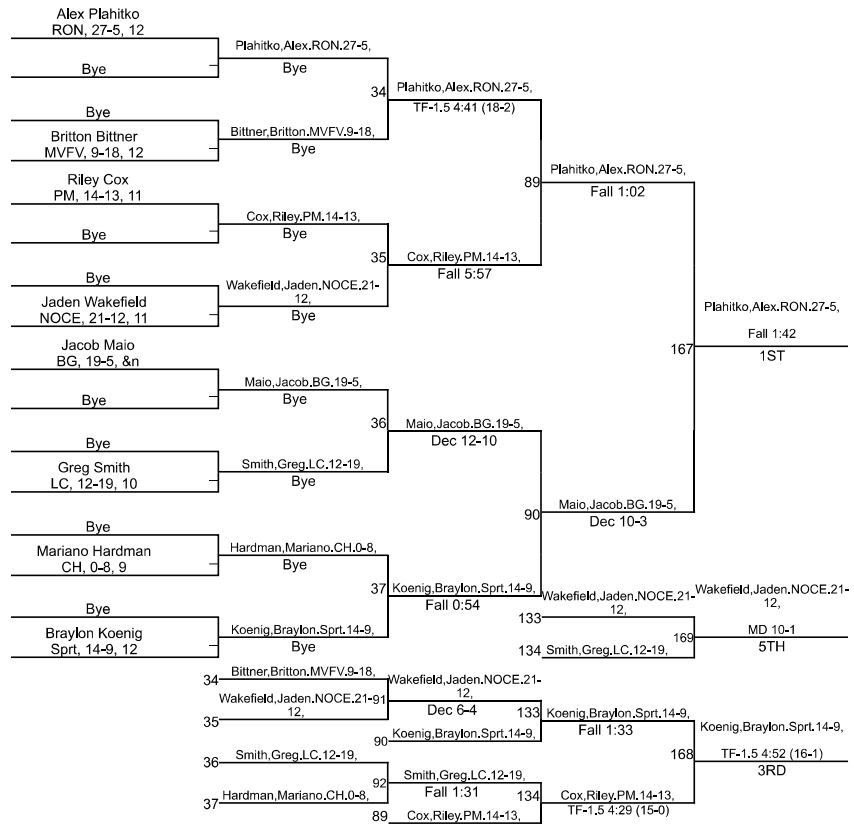 Alex Plahitko
RON, 27-5, 12
Bye
Plahitko,Alex.RON.27-5,
Bye
34
Plahitko,Alex.RON.27-5,
TF-1.5 4:41 (18-2)
Bye
Britton Bittner
MVFV, 9-18, 12
Bittner,Britton.MVFV.9-18,
Bye
89
Plahitko,Alex.RON.27-5,
Fall 1:02
Riley Cox
PM, 14-13, 11
Bye
Cox,Riley.PM.14-13,
Bye
35
Cox,Riley.PM.14-13,
Fall 5:57
Bye
Jaden Wakefield
NOCE, 21-12, 11
Wakefield,Jaden.NOCE.21-
12,
Bye
167
Plahitko,Alex.RON.27-5,
Fall 1:42
1ST
Jacob Maio
BG, 19-5, &n
Bye
Maio,Jacob.BG.19-5,
Bye
36
Maio,Jacob.BG.19-5,
Dec 12-10
Bye
Greg Smith
LC, 12-19, 10
Smith,Greg.LC.12-19,
Bye
90
Maio,Jacob.BG.19-5,
Dec 10-3
Bye
Mariano Hardman
CH, 0-8, 9
Hardman,Mariano.CH.0-8,
Bye
37
Koenig,Braylon.Sprt.14-9,
Fall 0:54
Bye
Braylon Koenig
Sprt, 14-9, 12
Koenig,Braylon.Sprt.14-9,
Bye
133
Wakefield,Jaden.NOCE.21-
12,
134
Smith,Greg.LC.12-19,
169
Wakefield,Jaden.NOCE.21-
12,
MD 10-1
5TH
34
Bittner,Britton.MVFV.9-18,
35
Wakefield,Jaden.NOCE.21-
12,
91
Wakefield,Jaden.NOCE.21-
12,
Dec 6-4
90
Koenig,Braylon.Sprt.14-9,
133
Koenig,Braylon.Sprt.14-9,
Fall 1:33
36
Smith,Greg.LC.12-19,
37
Hardman,Mariano.CH.0-8,
92
Smith,Greg.LC.12-19,
Fall 1:31
89
Cox,Riley.PM.14-13,
134
Cox,Riley.PM.14-13,
TF-1.5 4:29 (15-0)
168
Koenig,Braylon.Sprt.14-9,
TF-1.5 4:52 (16-1)
3RD